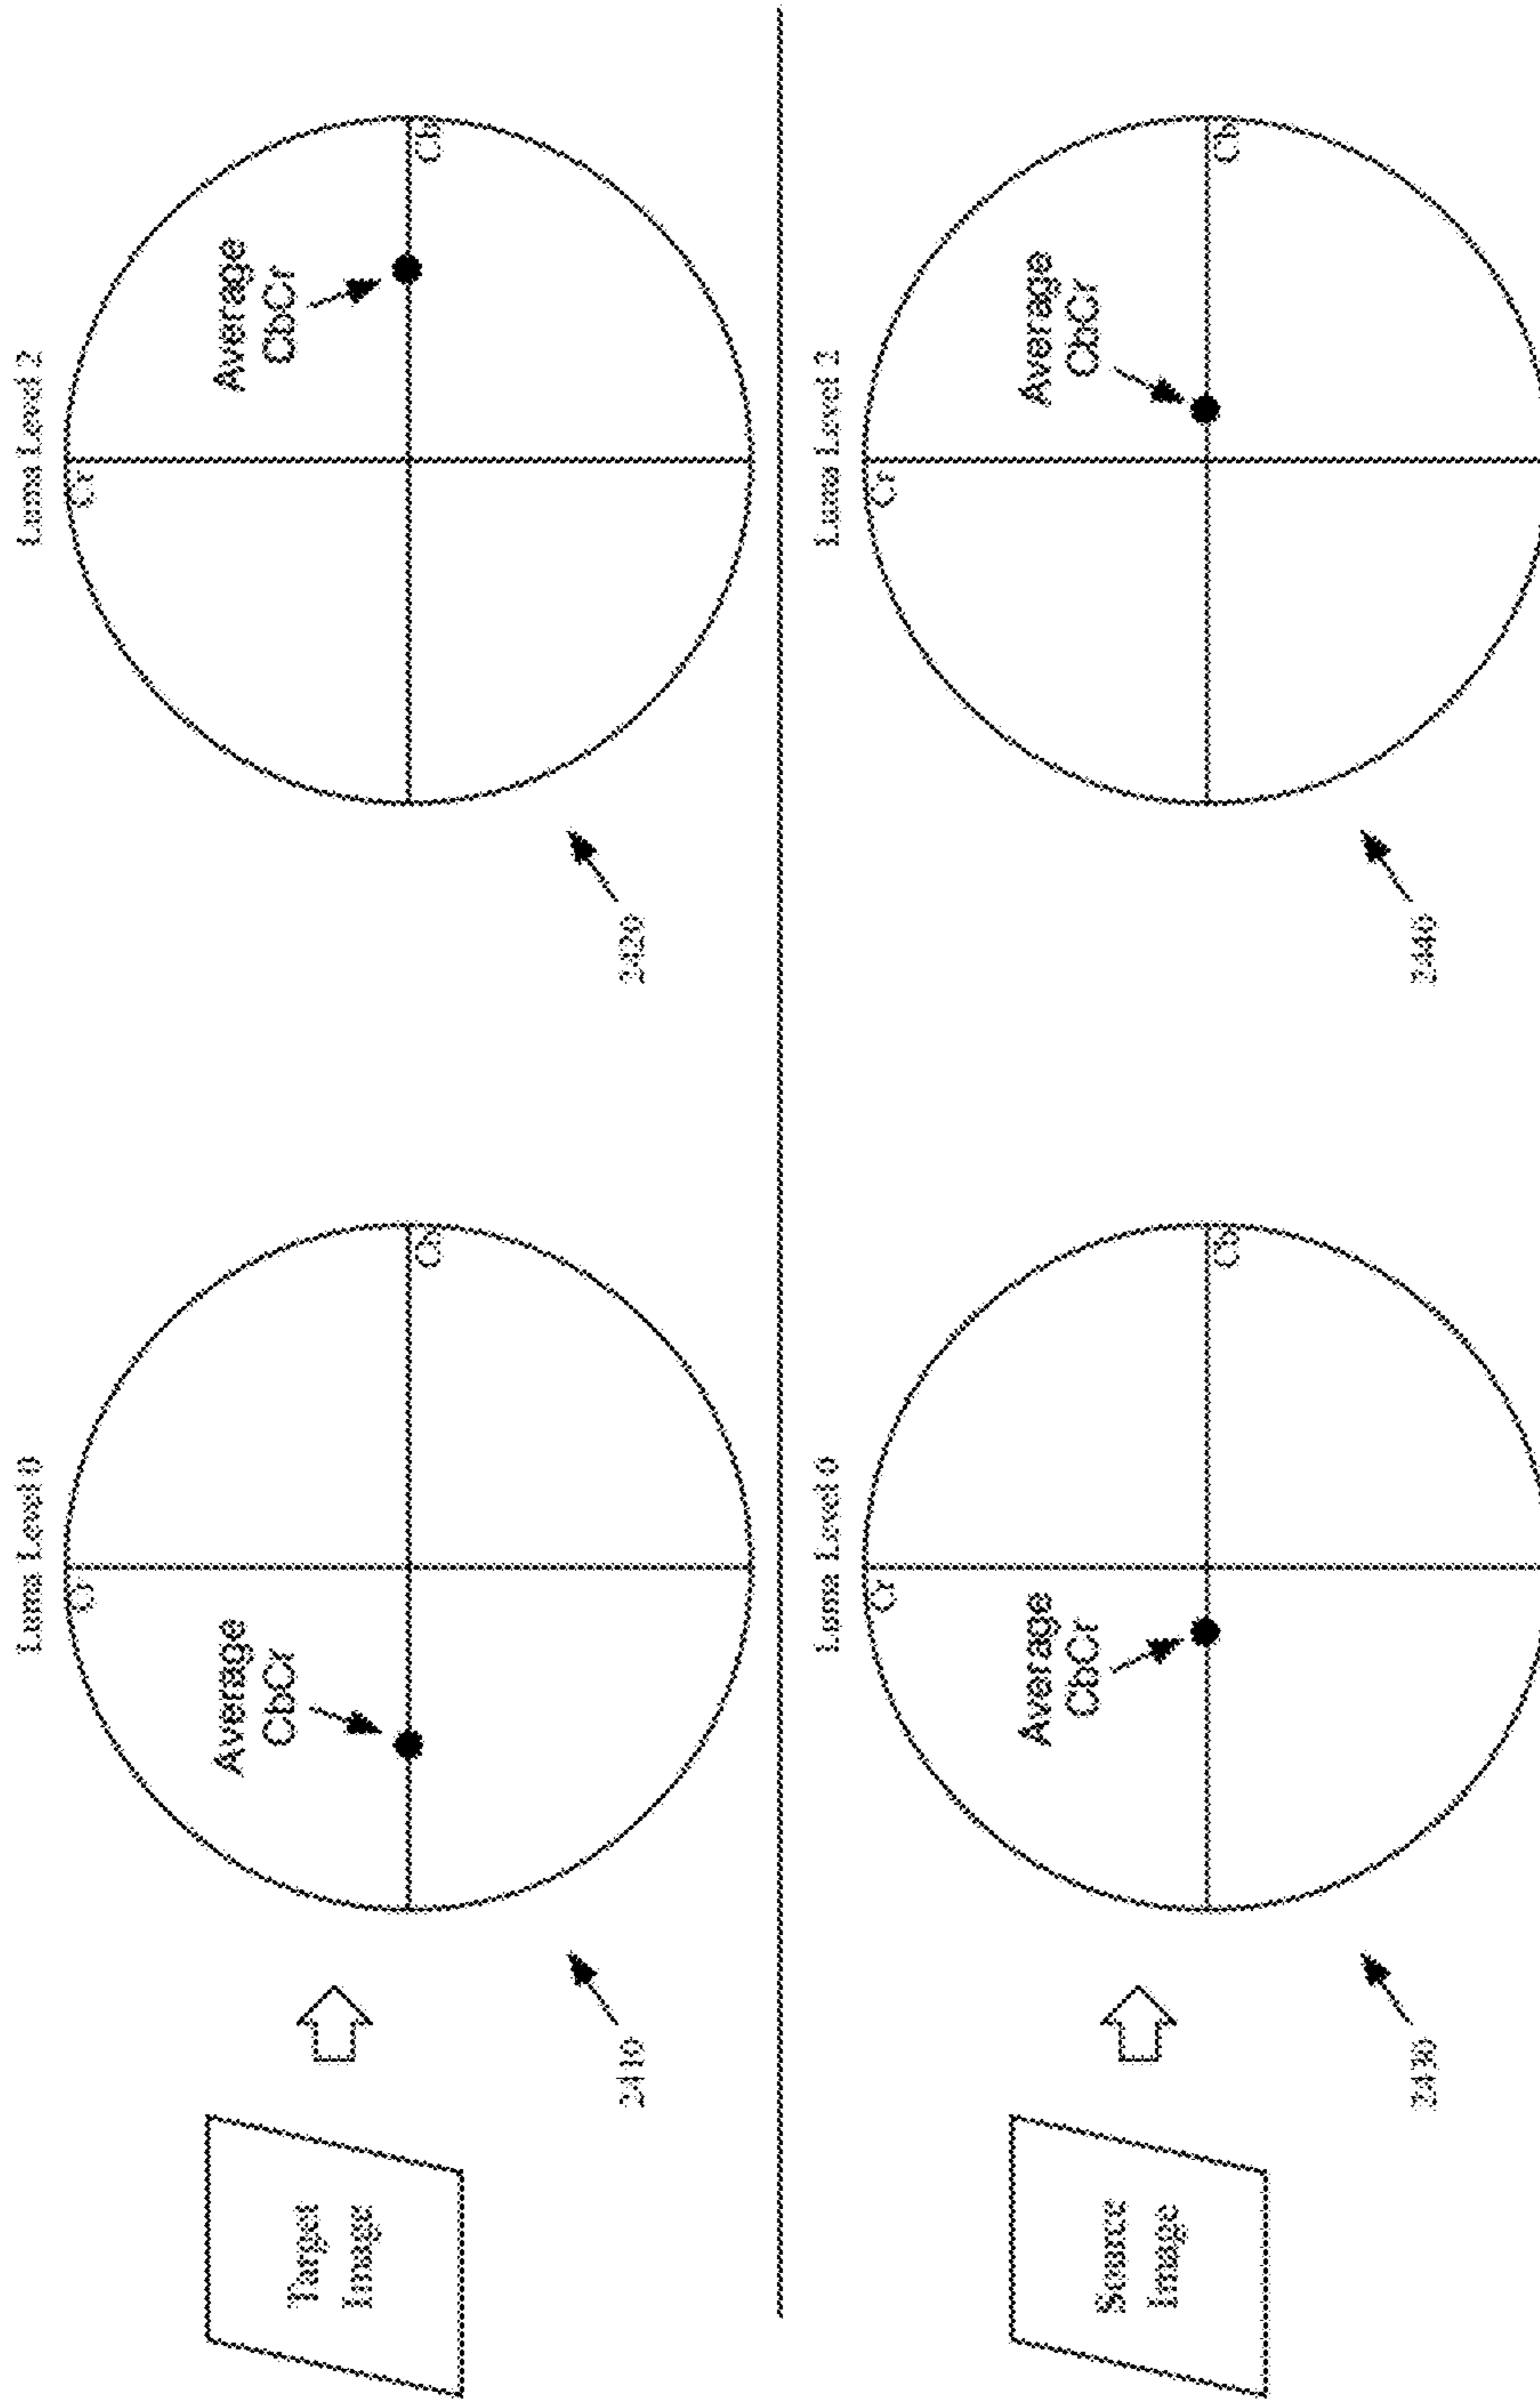 Luma Level 0
Luma Level 2
Cr
Cr
Average
CbCr
Average
CbCr
Target
Image
Cb
Cb
2410
2420
Luma Level 0
Luma Level 2
Cr
Cr
Average
CbCr
Average
CbCr
Source
Image
Cb
Cb
2430
2440